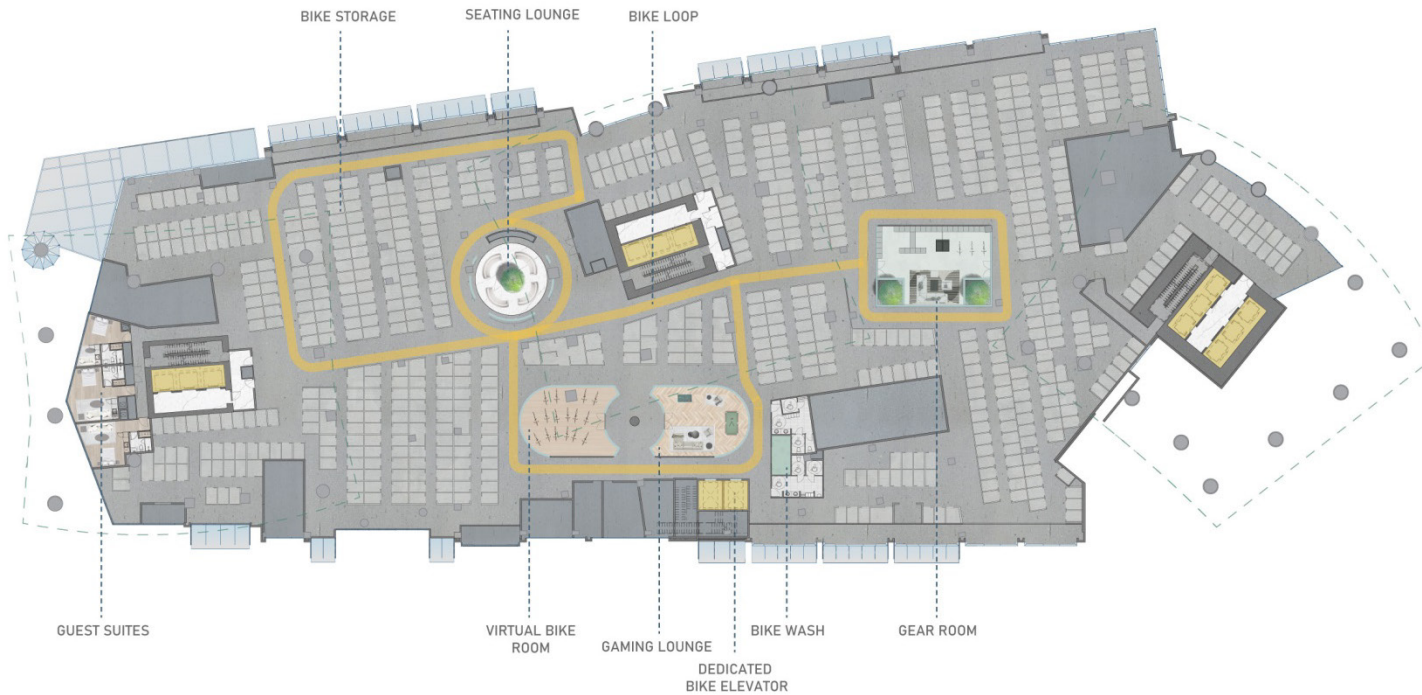 BIKE STORAGE
SEATING LOUNGE
BIKE LOOP
GUEST SUITES
VIRTUAL BIKE
ROOM
GAMING LOUNGE
DEDICATED
BIKE ELEVATOR
BIKE WASH
GEAR ROOM